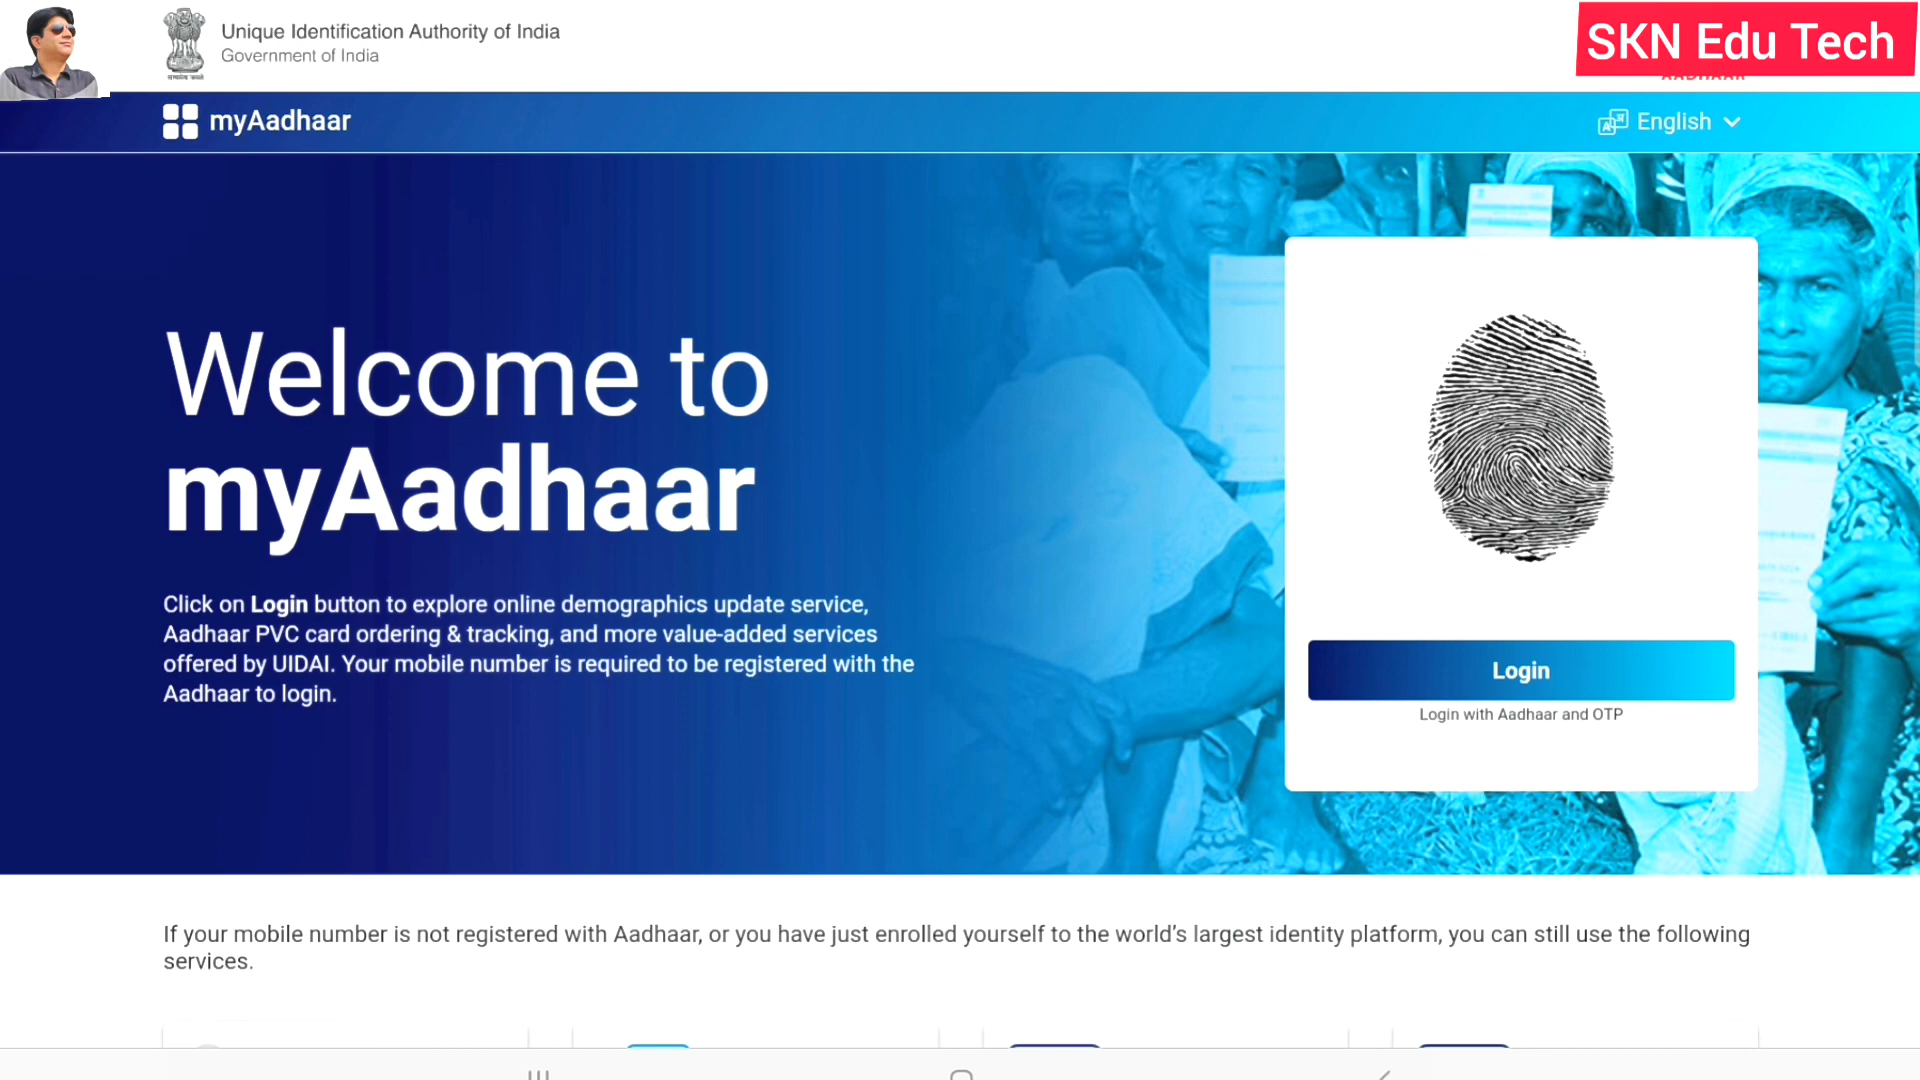 Unique Identification Authority of India
Government of India
SKN Edu Tech
myAadhaar
English
Welcome to
myAadhaar
Click on Login button to explore online demographics update service,
Aadhaar PVC card ordering & tracking, and more value-added services
offered by UIDAI. Your mobile number is required to be registered with the
Aadhaar to login.
Login
Login with Aadhaar and OTP
If your mobile number is not registered with Aadhaar, or you have just enrolled yourself to the world's largest identity platform, you can still use the following
services.